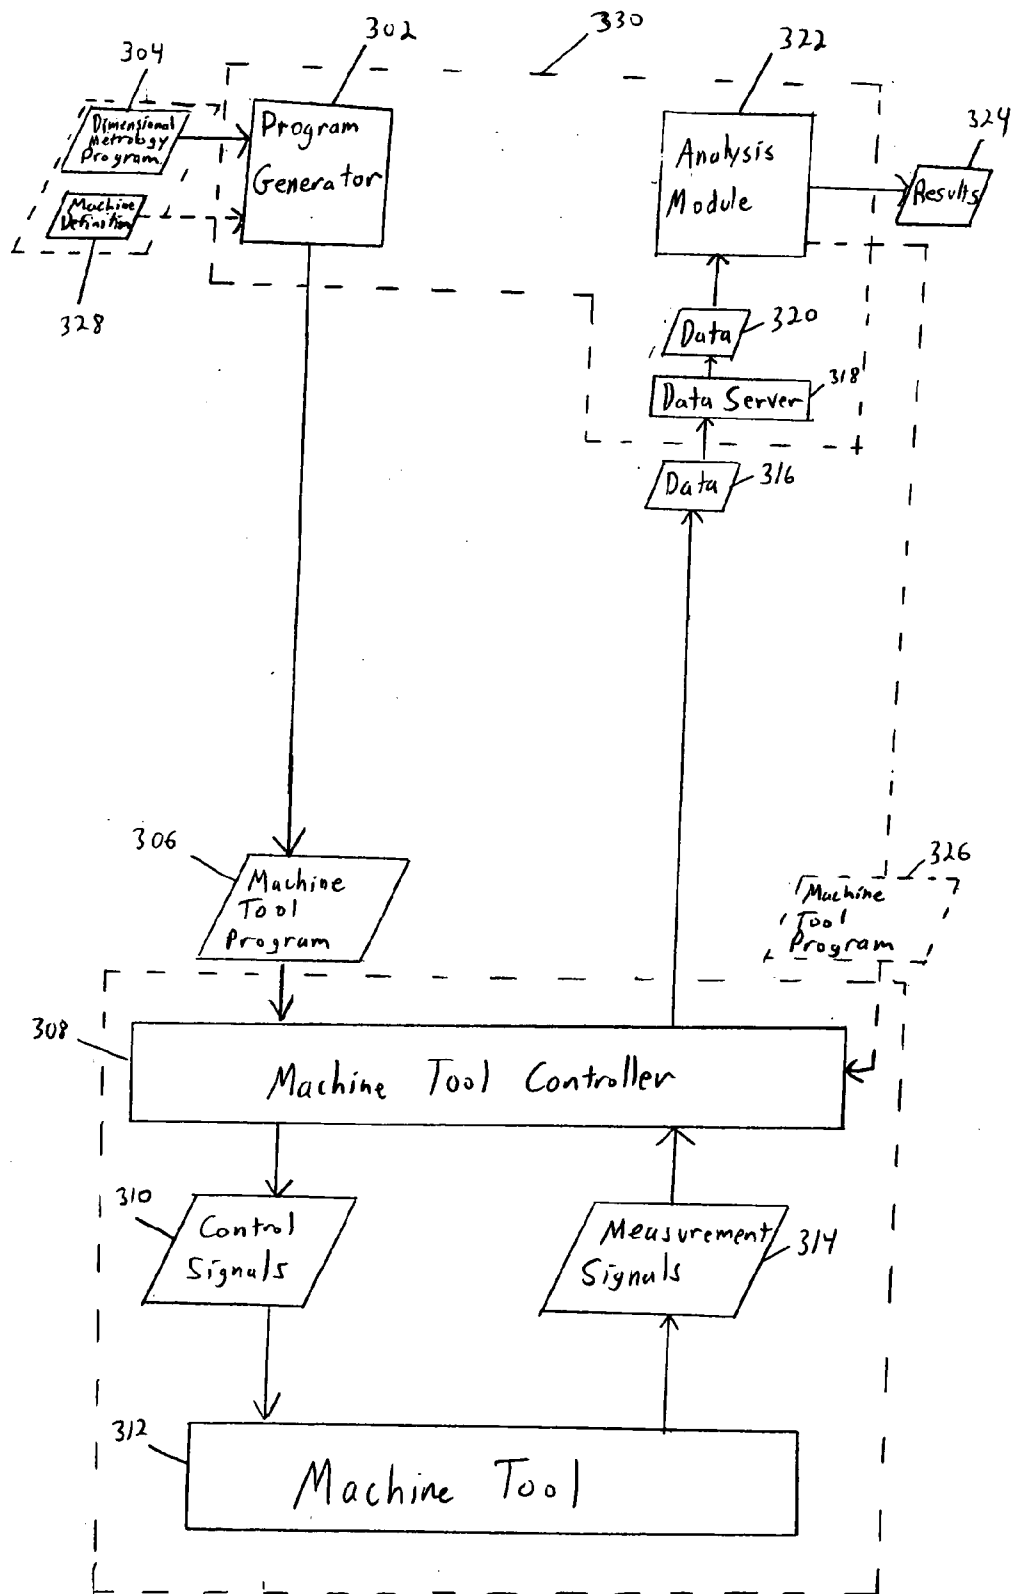 302
330
322
304
324
Dimensional
Metrology
Program
Program
Generator
Analysis
Module
Results
Machine
Definition
328
Data
320
Data Server
318
Data
316
306
Machine
Tool
Program
326
Machine
Tool
Program
308
Machine Tool Controller
310
Control
Signals
Measurement
Signals
314
312
Machine Tool